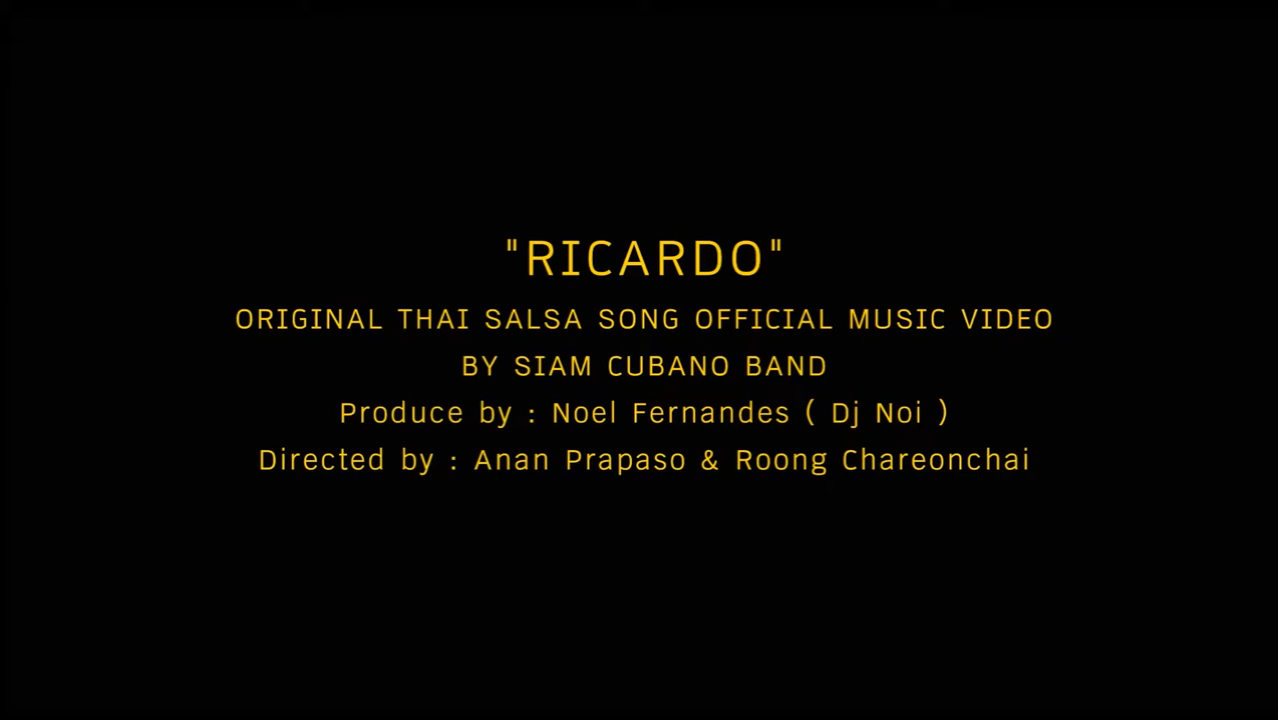 "RICARDO"
ORIGINAL THAI SALSA SONG OFFICIAL MUSIC VIDEO
BY SIAM CUBANO BAND
Produce by : Noel Fernandes ( Dj Noi )
Directed by : Anan Prapaso & Roong Chareonchai